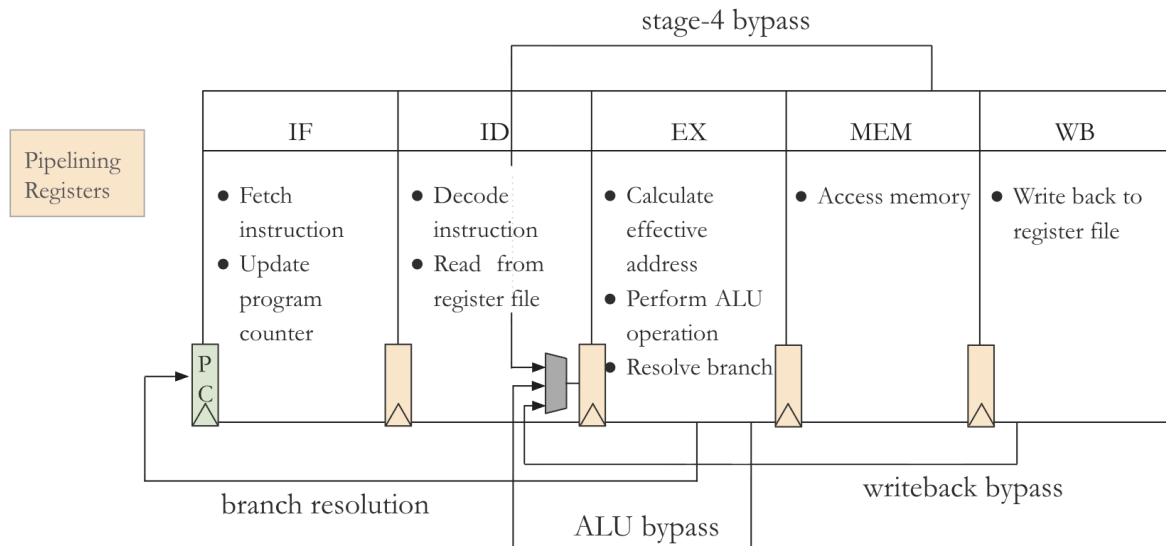 stage-4 bypass
IF
ID
EX
MEM
WB
Pipelining
Registers
● Fetch
instruction
● Update
program
counter
● Decode
instruction
● Read from
register file
● Calculate
effective
address
● Perform ALU
operation
● Resolve branch
● Access memory
● Write back to
register file
P
C
branch resolution
ALU bypass
writeback bypass